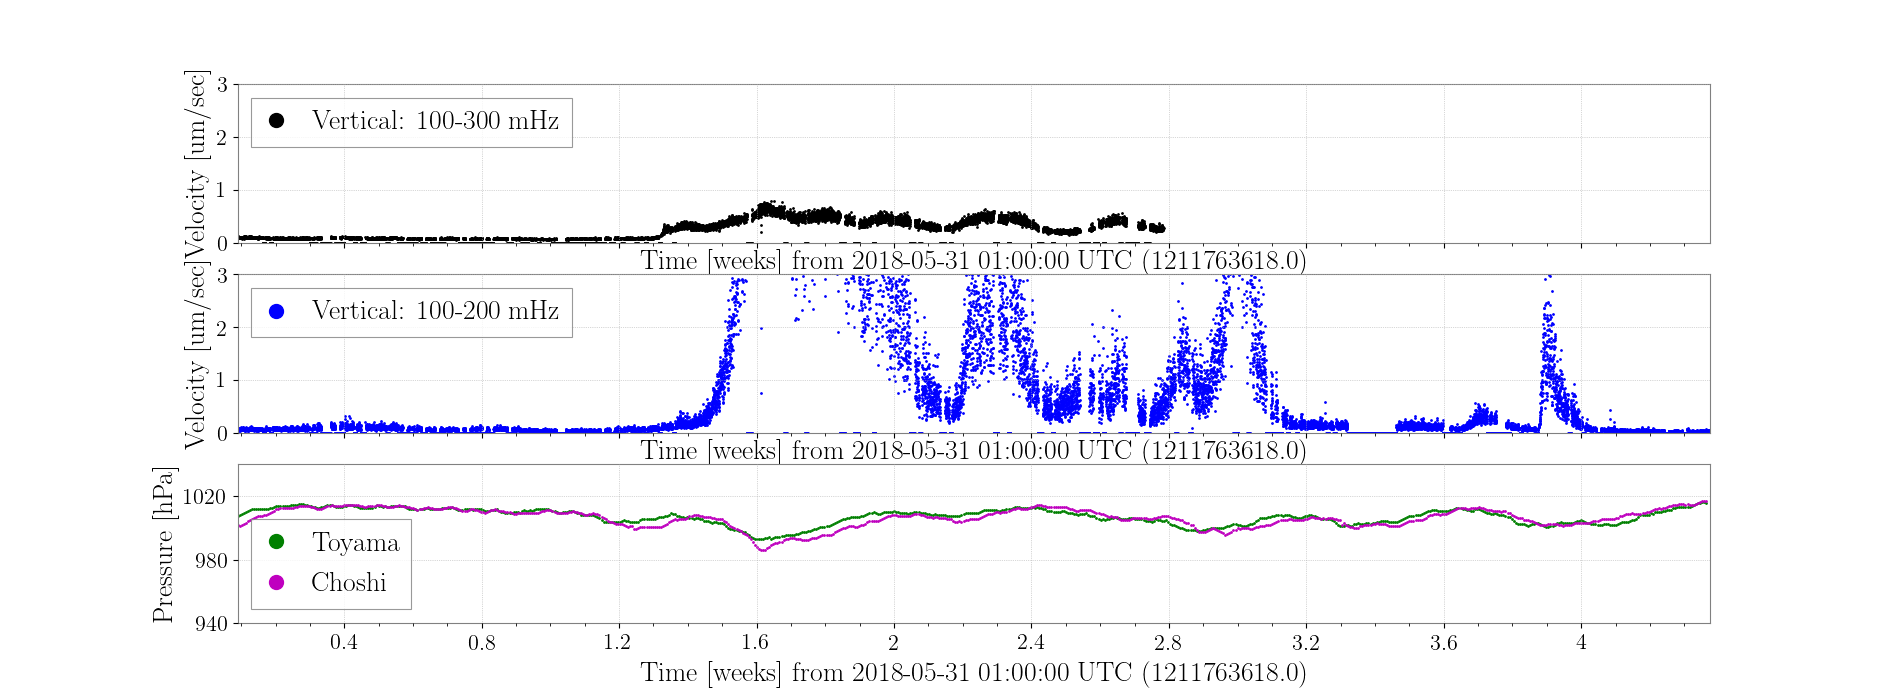 3
2
1
0
Velocity [um/sec]
Vertical: 100-300 mHz
Time [weeks] from 2018-05-31 01:00:00 UTC (1211763618.0)
3
2
1
0
Velocity [um/sec]
Vertical: 100-200 mHz
Time [weeks] from 2018-05-31 01:00:00 UTC (1211763618.0)
1020
980
940
Pressure [hPa]
Toyama
Choshi
0.4 0.8 1.2 1.6 2 2.4 2.8 3.2 3.6 4
Time [weeks] from 2018-05-31 01:00:00 UTC (1211763618.0)